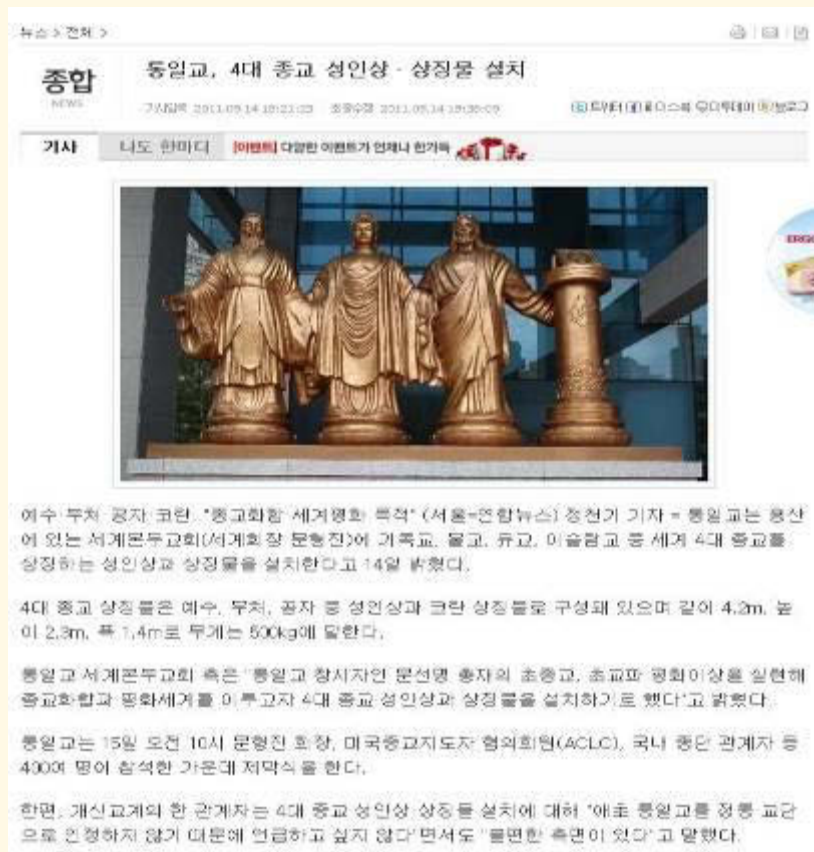 뉴스 > 전체 >
종합
NEWS
통일교, 4대 종교 성인상ㆍ상징물 설치
기사입력 2011.09.14 19:21:03 최종수정 2011.09.14 19:39:09
트위터 페이스북 미투데이 블로그
기사 나도 한마디 [이벤트] 다양한 이벤트가 언제나 한가득
예수·부처·공자·코란.."종교화합 세계평화 목적" (서울=연합뉴스) 정천기 기자 = 통일교는 용산
에 있는 세계본부교회(세계회장 문형진)에 기독교, 불교, 유교, 이슬람교 등 세계 4대 종교를
상징하는 성인상과 상징물을 설치한다고 14일 밝혔다.
4대 종교 상징물은 예수, 부처, 공자 등 성인상과 코란 상징물로 구성돼 있으며 길이 4.2m, 높
이 2.3m, 폭 1.4m로 무게는 500kg에 달한다.
통일교 세계본부교회 측은 "통일교 창시자인 문선명 총재의 초종교, 초교파 평화이상을 실현해
종교화합과 평화세계를 이루고자 4대 종교 성인상과 상징물을 설치하기로 했다"고 밝혔다.
통일교는 15일 오전 10시 문형진 회장, 미국종교지도자 협의회원(ACLC), 국내 종단 관계자 등
400여 명이 참석한 가운데 제막식을 한다.
한편, 개신교계의 한 관계자는 4대 종교 성인상·상징물 설치에 대해 "애초 통일교를 정통 교단
으로 인정하지 않기 때문에 언급하고 싶지 않다"면서도 "불편한 측면이 있다"고 말했다.